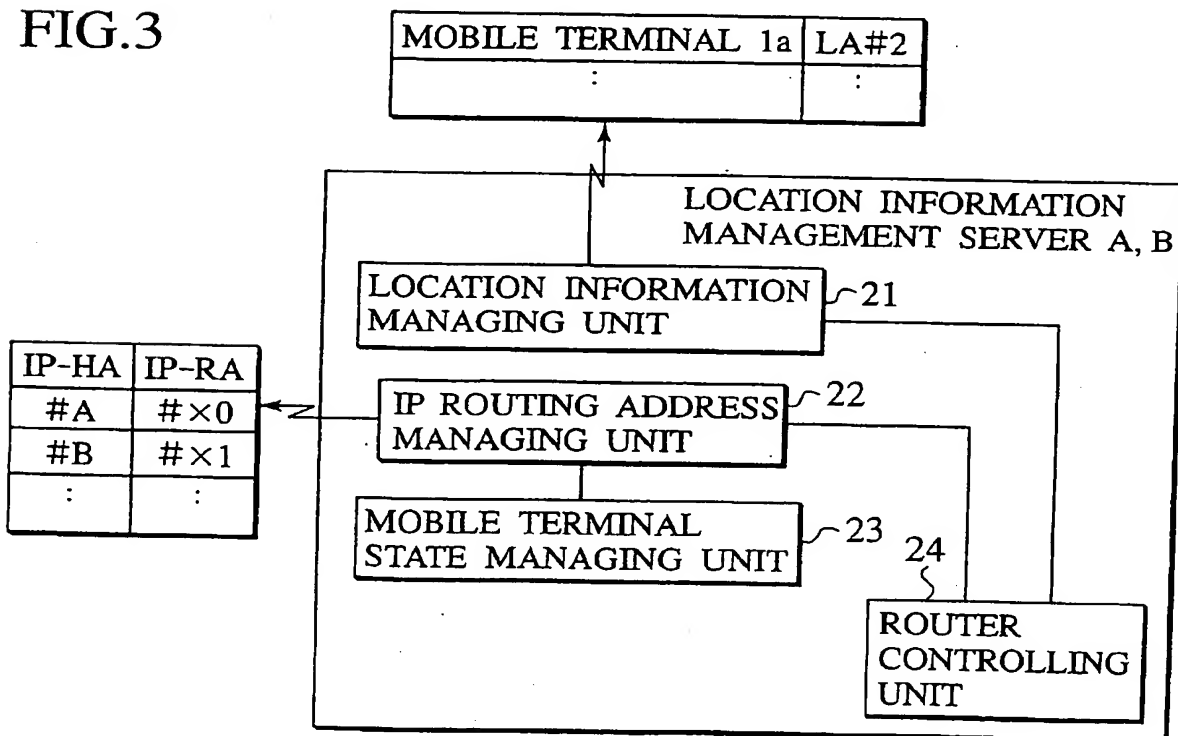 FIG.3
MOBILE TERMINAL 1a LA#2
: :
LOCATION INFORMATION
MANAGEMENT SERVER A, B
LOCATION INFORMATION
MANAGING UNIT
21
IP-HA IP-RA
#A #×0
#B #×1
: :
IP ROUTING ADDRESS
MANAGING UNIT
22
MOBILE TERMINAL
STATE MANAGING UNIT
23
24
ROUTER
CONTROLLING
UNIT